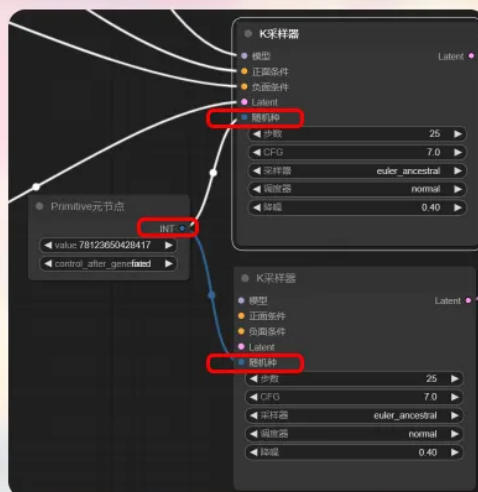 K采样器
模型
Latent
正面条件
负面条件
Latent
随机种
步数 25
CFG 7.0
采样器 euler_ancestral
调度器 normal
降噪 0.40
Primitive元节点
INT
value 78123650428417
control_after_generate fixed
K采样器
模型
Latent
正面条件
负面条件
Latent
随机种
步数 25
CFG 7.0
采样器 euler_ancestral
调度器 normal
降噪 0.40